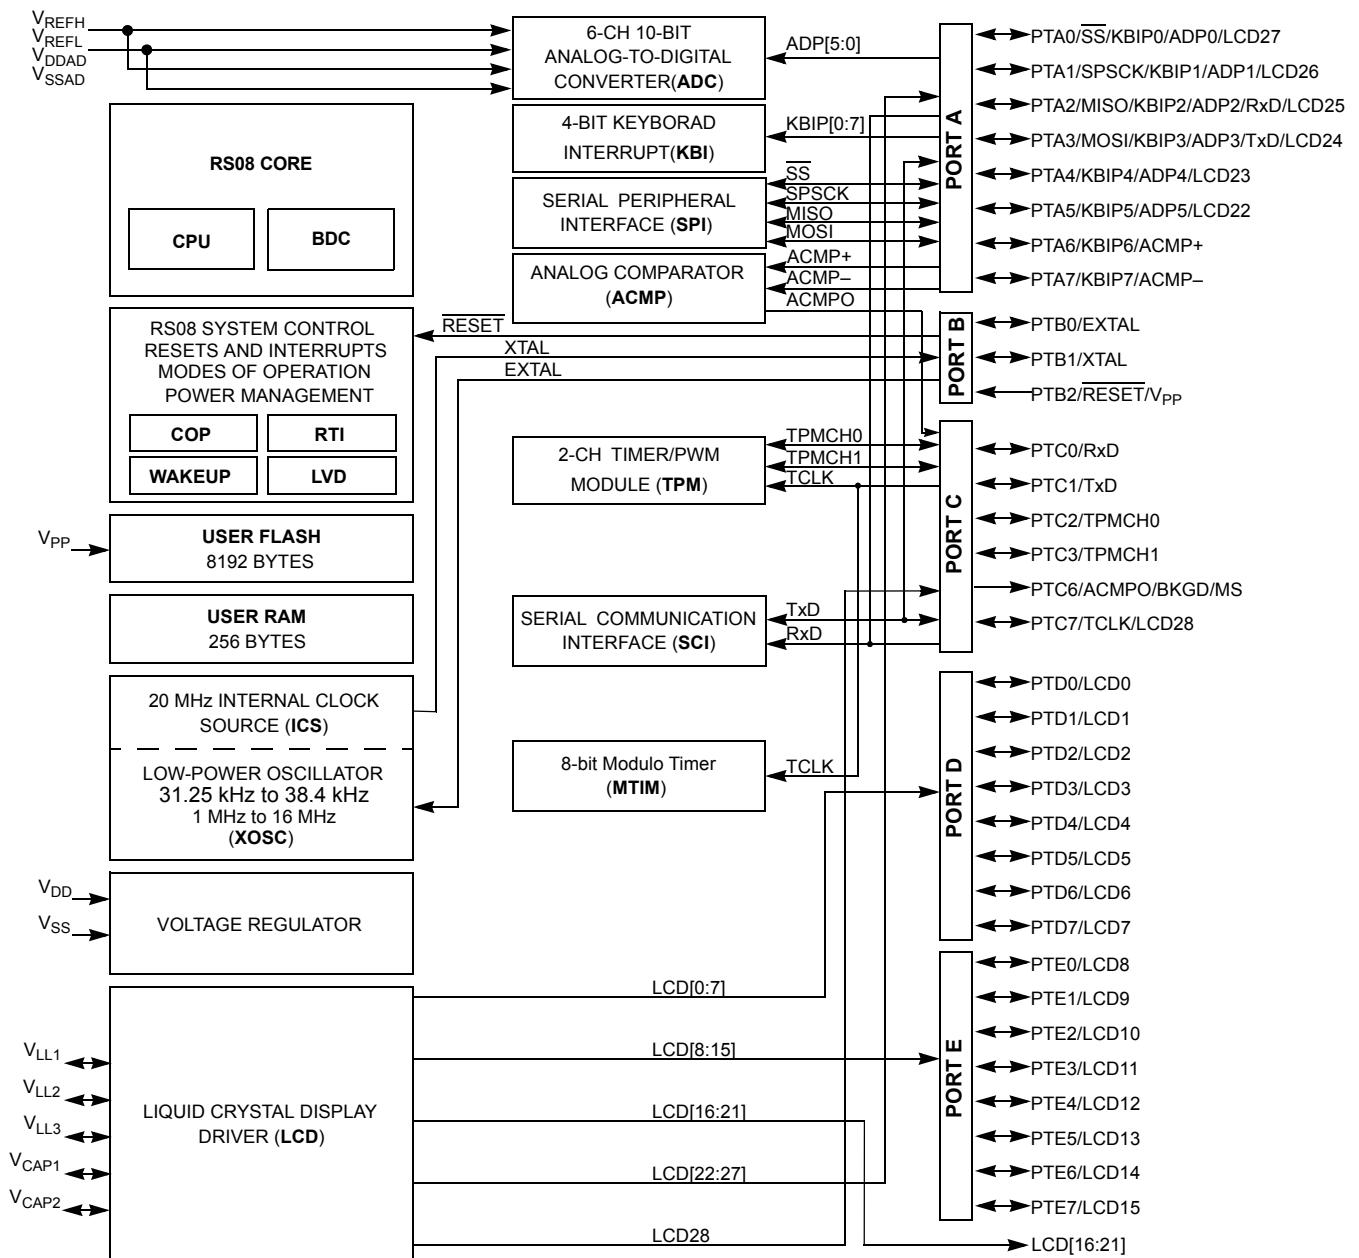 VREFH
VREFL
VDDAD
VSSAD
6-CH 10-BIT
ANALOG-TO-DIGITAL
CONVERTER(ADC)
ADP[5:0]
4-BIT KEYBORAD
INTERRUPT(KBI)
KBIP[0:7]
SERIAL PERIPHERAL
INTERFACE (SPI)
SS
SPSCK
MISO
MOSI
ANALOG COMPARATOR
(ACMP)
ACMP+
ACMP–
ACMPO
RS08 CORE
CPU
BDC
RS08 SYSTEM CONTROL
RESETS AND INTERRUPTS
MODES OF OPERATION
POWER MANAGEMENT
COP
RTI
WAKEUP
LVD
RESET
XTAL
EXTAL
VPP
USER FLASH
8192 BYTES
USER RAM
256 BYTES
20 MHz INTERNAL CLOCK
SOURCE (ICS)
LOW-POWER OSCILLATOR
31.25 kHz to 38.4 kHz
1 MHz to 16 MHz
(XOSC)
VDD
VSS
VOLTAGE REGULATOR
VLL1
VLL2
VLL3
VCAP1
VCAP2
LIQUID CRYSTAL DISPLAY
DRIVER (LCD)
2-CH TIMER/PWM
MODULE (TPM)
TPMCH0
TPMCH1
TCLK
SERIAL COMMUNICATION
INTERFACE (SCI)
TxD
RxD
8-bit Modulo Timer
(MTIM)
TCLK
LCD[0:7]
LCD[8:15]
LCD[16:21]
LCD[22:27]
LCD28
PORT A
PTA0/SS/KBIP0/ADP0/LCD27
PTA1/SPSCK/KBIP1/ADP1/LCD26
PTA2/MISO/KBIP2/ADP2/RxD/LCD25
PTA3/MOSI/KBIP3/ADP3/TxD/LCD24
PTA4/KBIP4/ADP4/LCD23
PTA5/KBIP5/ADP5/LCD22
PTA6/KBIP6/ACMP+
PTA7/KBIP7/ACMP–
PORT B
PTB0/EXTAL
PTB1/XTAL
PTB2/RESET/VPP
PORT C
PTC0/RxD
PTC1/TxD
PTC2/TPMCH0
PTC3/TPMCH1
PTC6/ACMPO/BKGD/MS
PTC7/TCLK/LCD28
PORT D
PTD0/LCD0
PTD1/LCD1
PTD2/LCD2
PTD3/LCD3
PTD4/LCD4
PTD5/LCD5
PTD6/LCD6
PTD7/LCD7
PORT E
PTE0/LCD8
PTE1/LCD9
PTE2/LCD10
PTE3/LCD11
PTE4/LCD12
PTE5/LCD13
PTE6/LCD14
PTE7/LCD15
LCD[16:21]